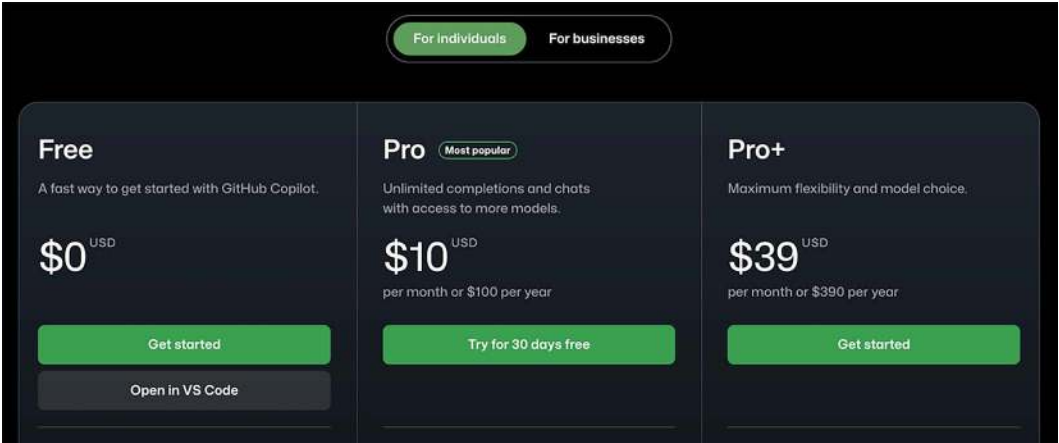 For individuals
For businesses
Free
A fast way to get started with GitHub Copilot.
$0 USD
Get started
Open in VS Code
Pro Most popular
Unlimited completions and chats
with access to more models.
$10 USD
per month or $100 per year
Try for 30 days free
Pro+
Maximum flexibility and model choice.
$39 USD
per month or $390 per year
Get started